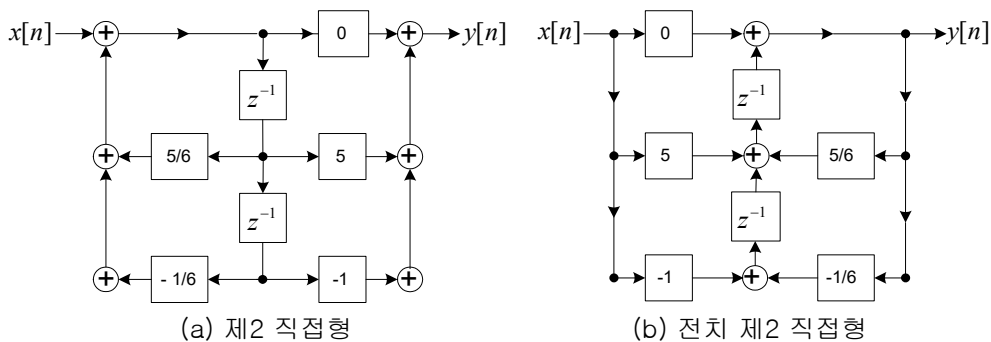 x[n] 0 y[n] x[n] 0 y[n]
z⁻¹ z⁻¹
5/6 5 5 5/6
z⁻¹ z⁻¹
- 1/6 -1 -1 -1/6
(a) 제2 직접형 (b) 전치 제2 직접형